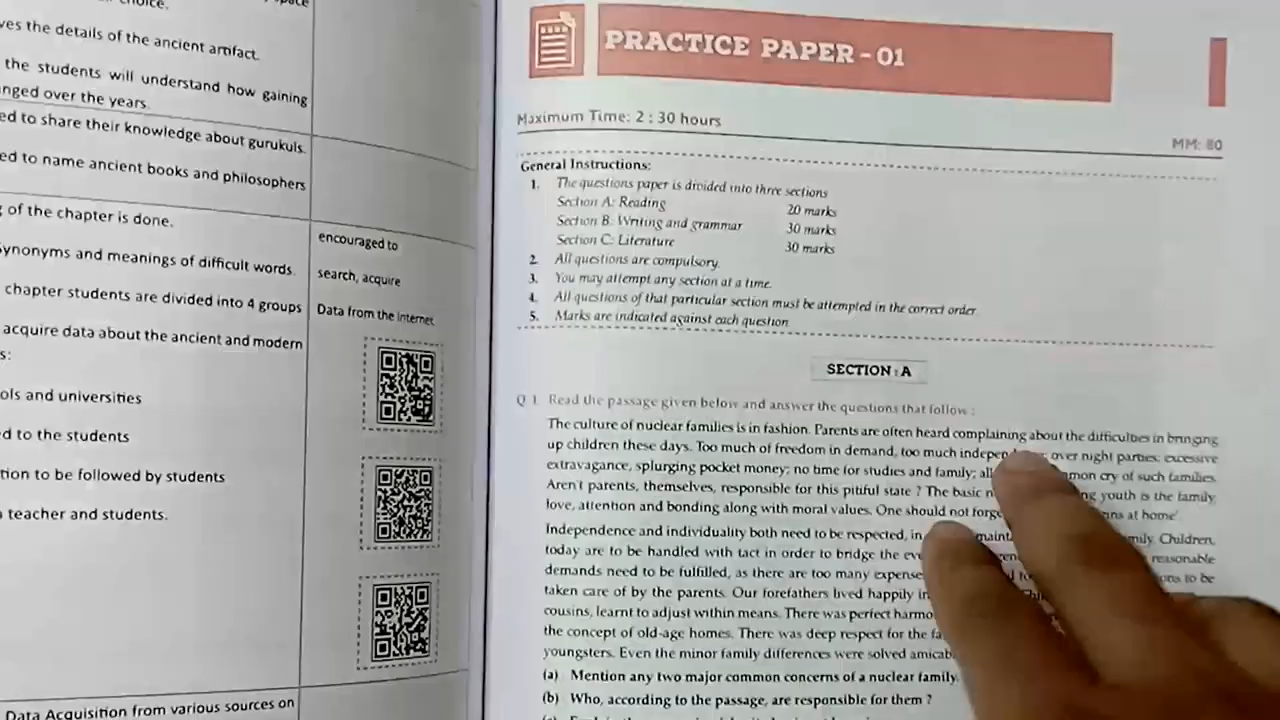 choice.
space
ves the details of the ancient artifact.
the students will understand how gaining
nged over the years.
ed to share their knowledge about gurukuls.
ed to name ancient books and philosophers
of the chapter is done.
synonyms and meanings of difficult words.
chapter students are divided into 4 groups
acquire data about the ancient and modern
s:
ols and universities
d to the students
tion to be followed by students
teacher and students.
Data Acquisition from various sources on
encouraged to
search, acquire
Data from the internet
PRACTICE PAPER - 01
Maximum Time: 2 : 30 hours
MM: 80
General Instructions:
1. The questions paper is divided into three sections
Section A: Reading 20 marks
Section B: Writing and grammar 30 marks
Section C: Literature 30 marks
2. All questions are compulsory.
3. You may attempt any section at a time.
4. All questions of that particular section must be attempted in the correct order.
5. Marks are indicated against each question
SECTION : A
Q 1. Read the passage given below and answer the questions that follow :
The culture of nuclear families is in fashion. Parents are often heard complaining about the difficulties in bringing
up children these days. Too much of freedom in demand, too much indepen over night parties; excessive
extravagance, splurging pocket money; no time for studies and family; all mon cry of such families.
Aren't parents, themselves, responsible for this pitiful state ? The basic n ng youth is the family
love, attention and bonding along with moral values. One should not forge ns at home'
Independence and individuality both need to be respected, in maint mily. Children,
today are to be handled with tact in order to bridge the ev gen reasonable
demands need to be fulfilled, as there are too many expense to ons to be
taken care of by the parents. Our forefathers lived happily in Chil
cousins, learnt to adjust within means. There was perfect harmo
the concept of old-age homes. There was deep respect for the fa
youngsters. Even the minor family differences were solved amicab
(a) Mention any two major common concerns of a nuclear family.
(b) Who, according to the passage, are responsible for them ?